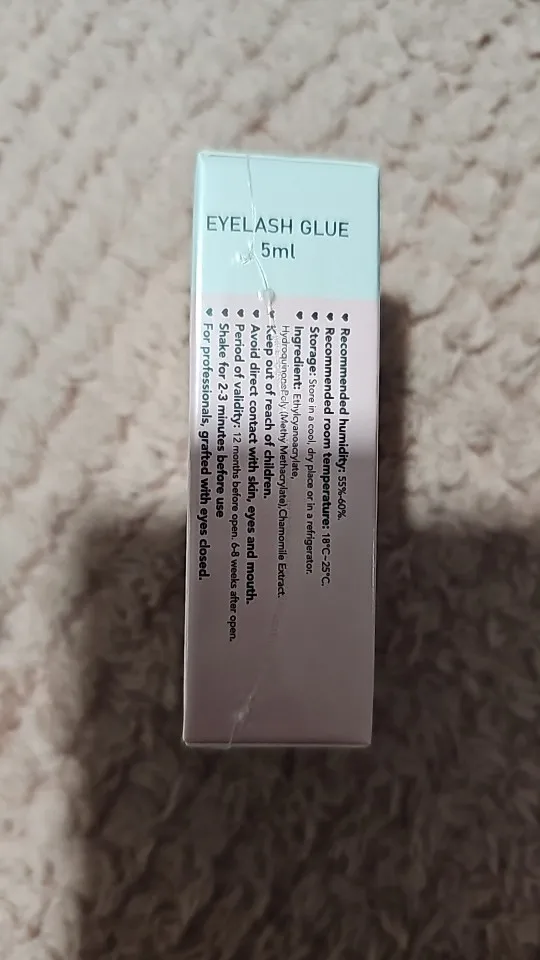 EYELASH GLUE
5ml
♥ Recommended humidity: 55%-60%.
♥ Recommended room temperature: 18°C~25°C.
♥ Storage: Store in a cool, dry place or in a refrigerator.
♥ Ingredient: Ethylcyanoacrylate,
HydroquinonePoly (Methy Methacrylate),Chamomile Extract.
♥ Keep out of reach of children.
♥ Avoid direct contact with skin, eyes and mouth.
♥ Period of validity: 12 months before open. 6-8 weeks after open.
♥ Shake for 2-3 minutes before use
♥ For professionals, grafted with eyes closed.